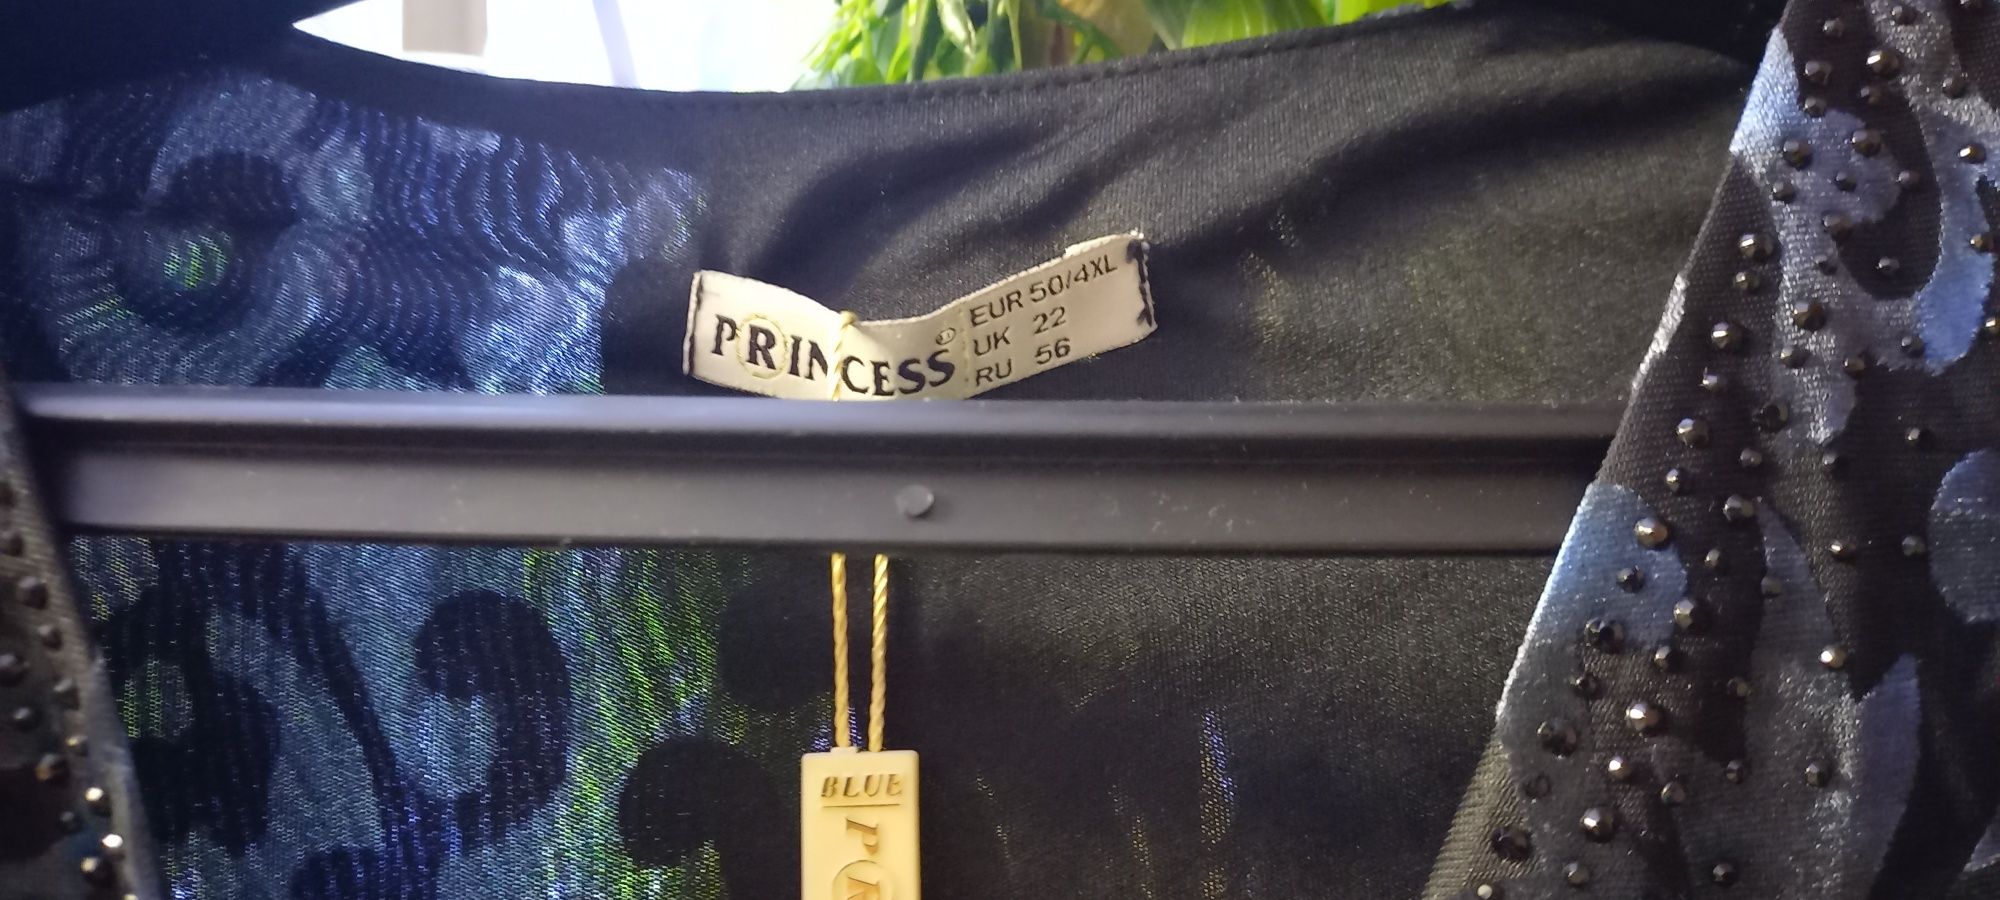 PRINCESS
EUR 50/4XL
UK 22
RU 56
BLUE